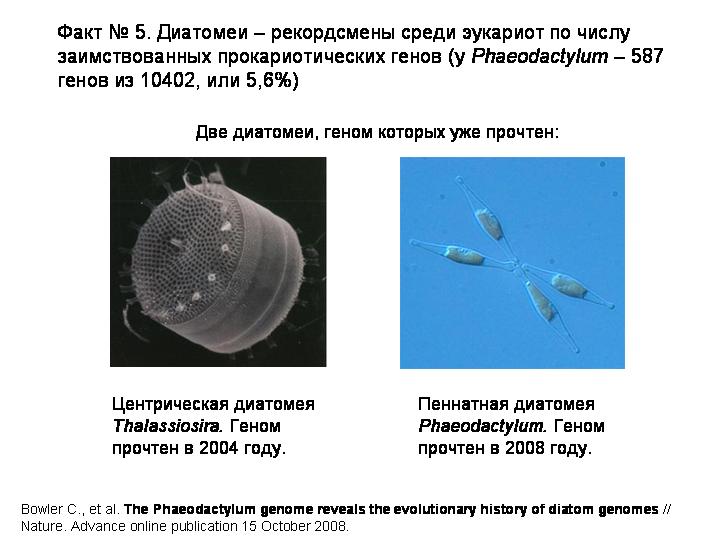 Факт № 5. Диатомеи – рекордсмены среди эукариот по числу
заимствованных прокариотических генов (у Phaeodactylum – 587
генов из 10402, или 5,6%)
Две диатомеи, геном которых уже прочтен:
Центрическая диатомея
Thalassiosira. Геном
прочтен в 2004 году.
Пеннатная диатомея
Phaeodactylum. Геном
прочтен в 2008 году.
Bowler C., et al. The Phaeodactylum genome reveals the evolutionary history of diatom genomes //
Nature. Advance online publication 15 October 2008.